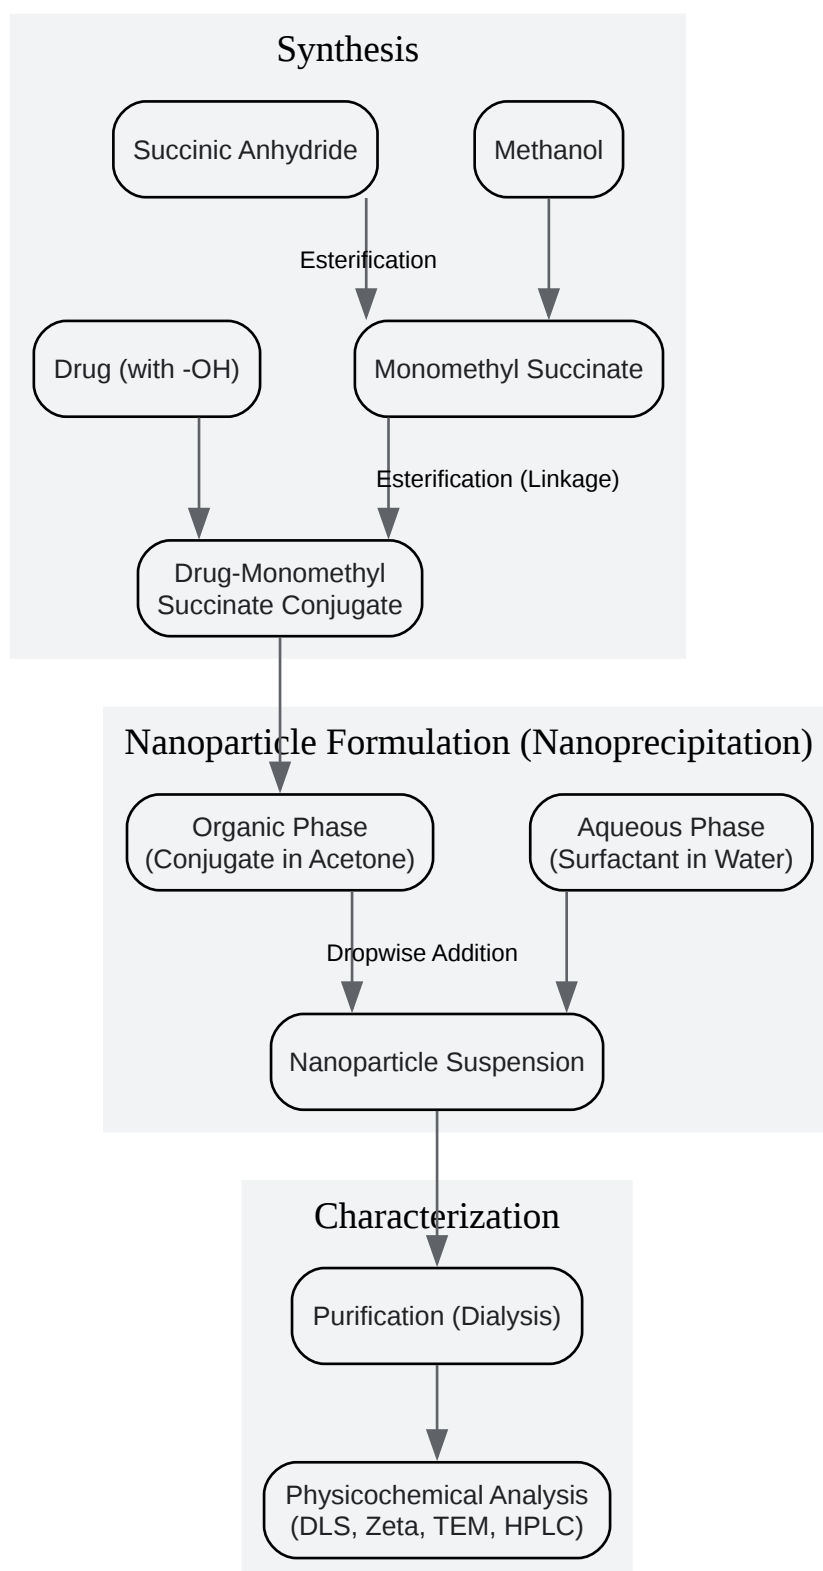 Synthesis
Succinic Anhydride
Methanol
Esterification
Drug (with -OH)
Monomethyl Succinate
Esterification (Linkage)
Drug-Monomethyl
Succinate Conjugate
Nanoparticle Formulation (Nanoprecipitation)
Organic Phase
(Conjugate in Acetone)
Aqueous Phase
(Surfactant in Water)
Dropwise Addition
Nanoparticle Suspension
Characterization
Purification (Dialysis)
Physicochemical Analysis
(DLS, Zeta, TEM, HPLC)